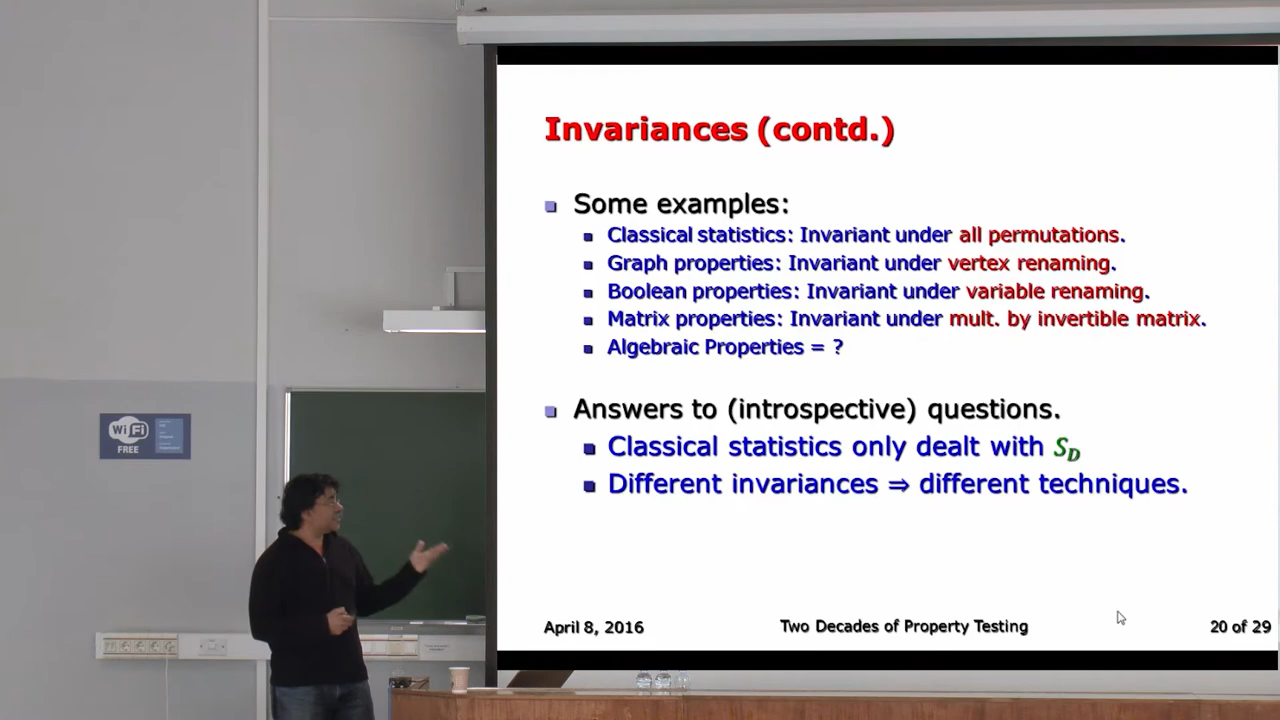 Invariances (contd.)
Some examples:
Classical statistics: Invariant under all permutations.
Graph properties: Invariant under vertex renaming.
Boolean properties: Invariant under variable renaming.
Matrix properties: Invariant under mult. by invertible matrix.
Algebraic Properties = ?
Answers to (introspective) questions.
Classical statistics only dealt with S_D
Different invariances ⇒ different techniques.
April 8, 2016 Two Decades of Property Testing 20 of 29
WiFi
FREE